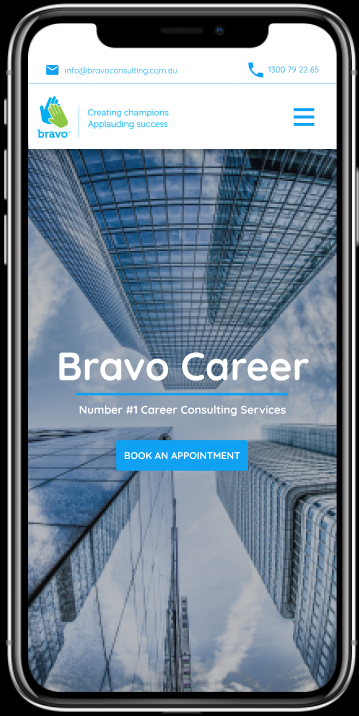 info@bravoconsulting.com.au
1300 79 22 65
bravo™
Creating champions
Applauding success
Bravo Career
Number #1 Career Consulting Services
BOOK AN APPOINTMENT